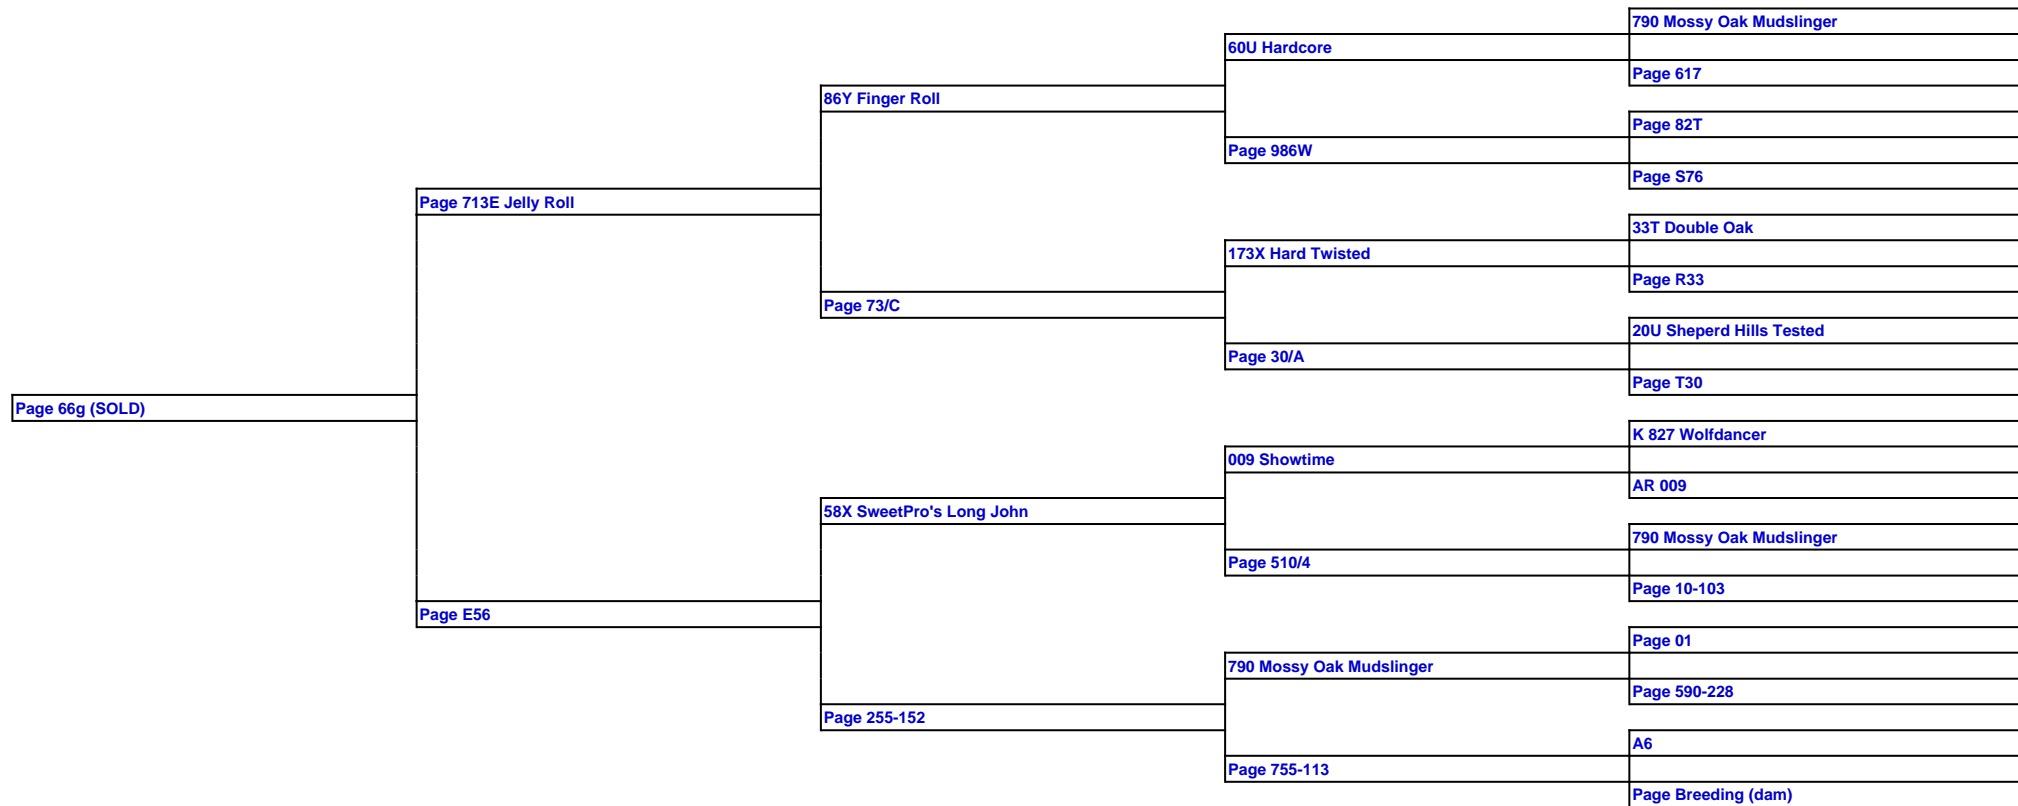 790 Mossy Oak Mudslinger
60U Hardcore
Page 617
86Y Finger Roll
Page 82T
Page 986W
Page S76
Page 713E Jelly Roll
33T Double Oak
173X Hard Twisted
Page R33
Page 73/C
20U Sheperd Hills Tested
Page 30/A
Page T30
Page 66g (SOLD)
K 827 Wolfdancer
009 Showtime
AR 009
58X SweetPro's Long John
790 Mossy Oak Mudslinger
Page 510/4
Page 10-103
Page E56
Page 01
790 Mossy Oak Mudslinger
Page 590-228
Page 255-152
A6
Page 755-113
Page Breeding (dam)